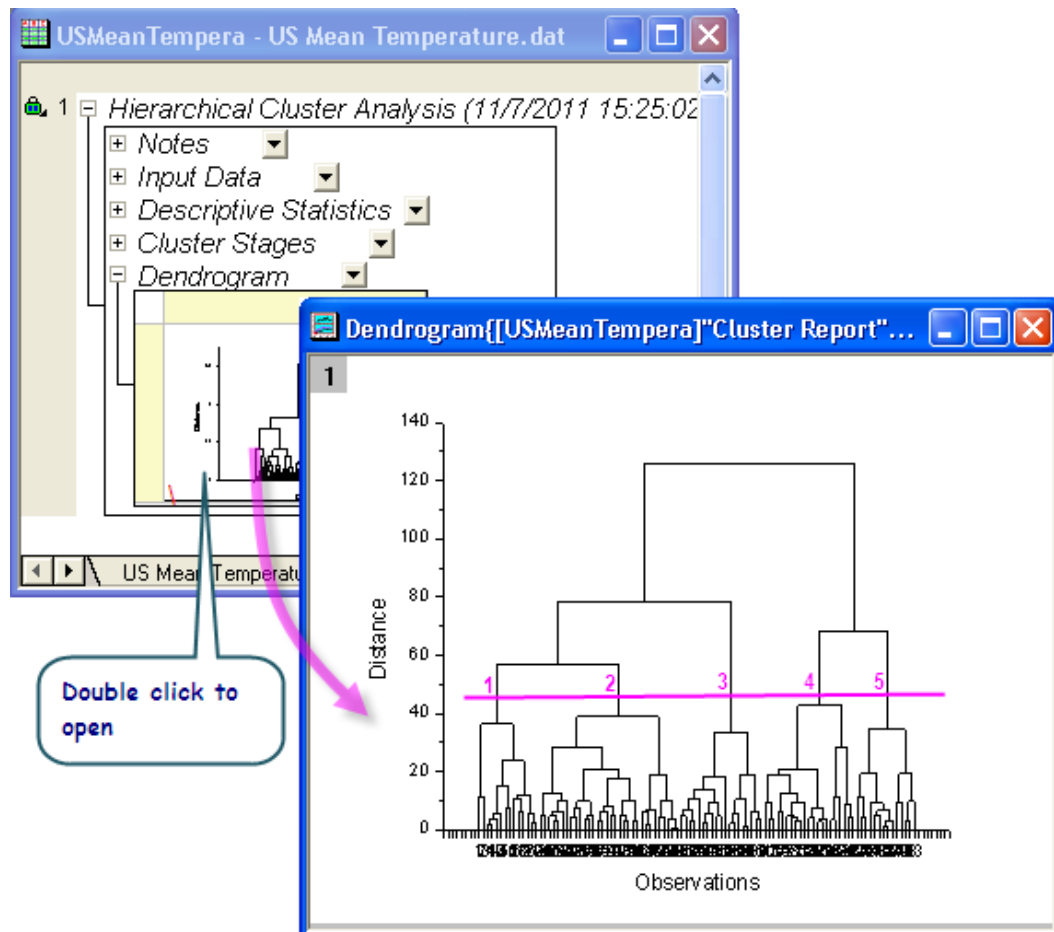 USMeanTempera - US Mean Temperature.dat
1
Hierarchical Cluster Analysis (11/7/2011 15:25:02
Notes
Input Data
Descriptive Statistics
Cluster Stages
Dendrogram
US Mean Temperatu
Double click to
open
Dendrogram{[USMeanTempera]"Cluster Report"...
1
140
120
100
80
60
40
20
0
Distance
1 2 3 4 5
Observations